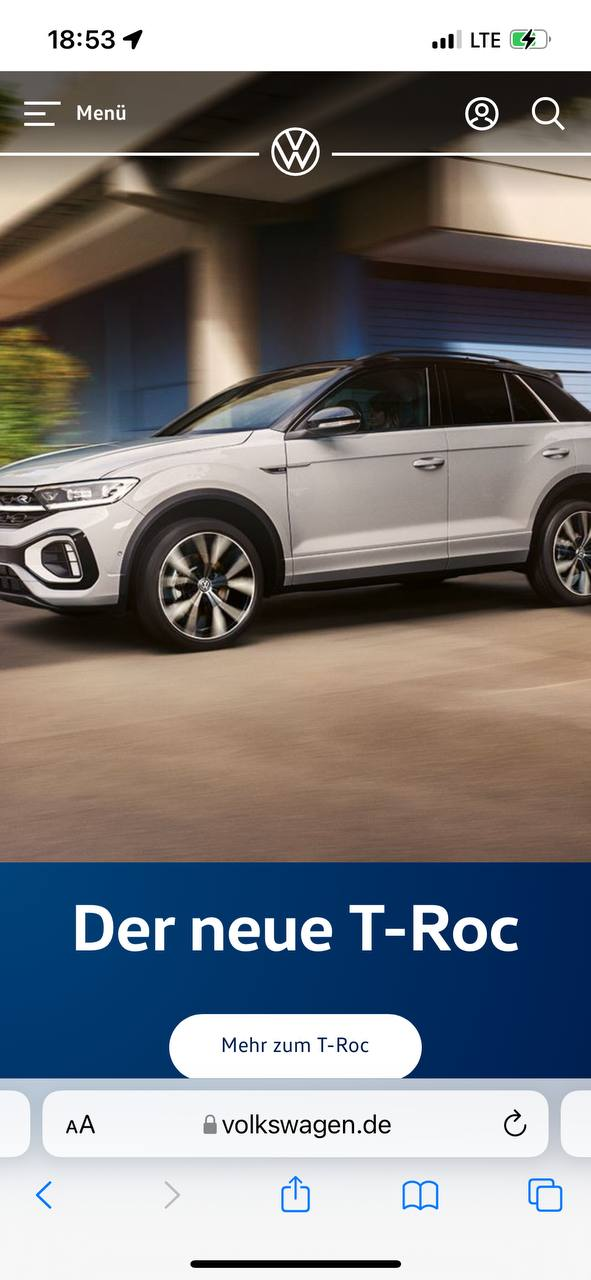 18:53
LTE
Menü
Der neue T-Roc
Mehr zum T-Roc
AA
volkswagen.de